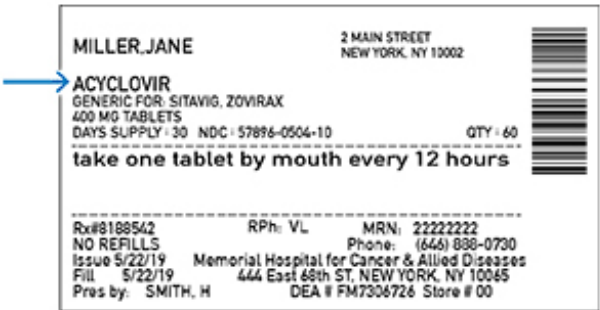 MILLER,JANE
2 MAIN STREET
NEW YORK, NY 10002
ACYCLOVIR
GENERIC FOR: SITAVIG, ZOVIRAX
400 MG TABLETS
DAYS SUPPLY : 30 NDC : 57896-0504-10 QTY : 60
take one tablet by mouth every 12 hours
Rx#8188542 RPh: VL MRN: 22222222
NO REFILLS Phone: (646) 888-0730
Issue 5/22/19 Memorial Hospital for Cancer & Allied Diseases
Fill 5/22/19 444 East 68th ST, NEW YORK, NY 10065
Pres by: SMITH, H DEA # FM7306726 Store # 00